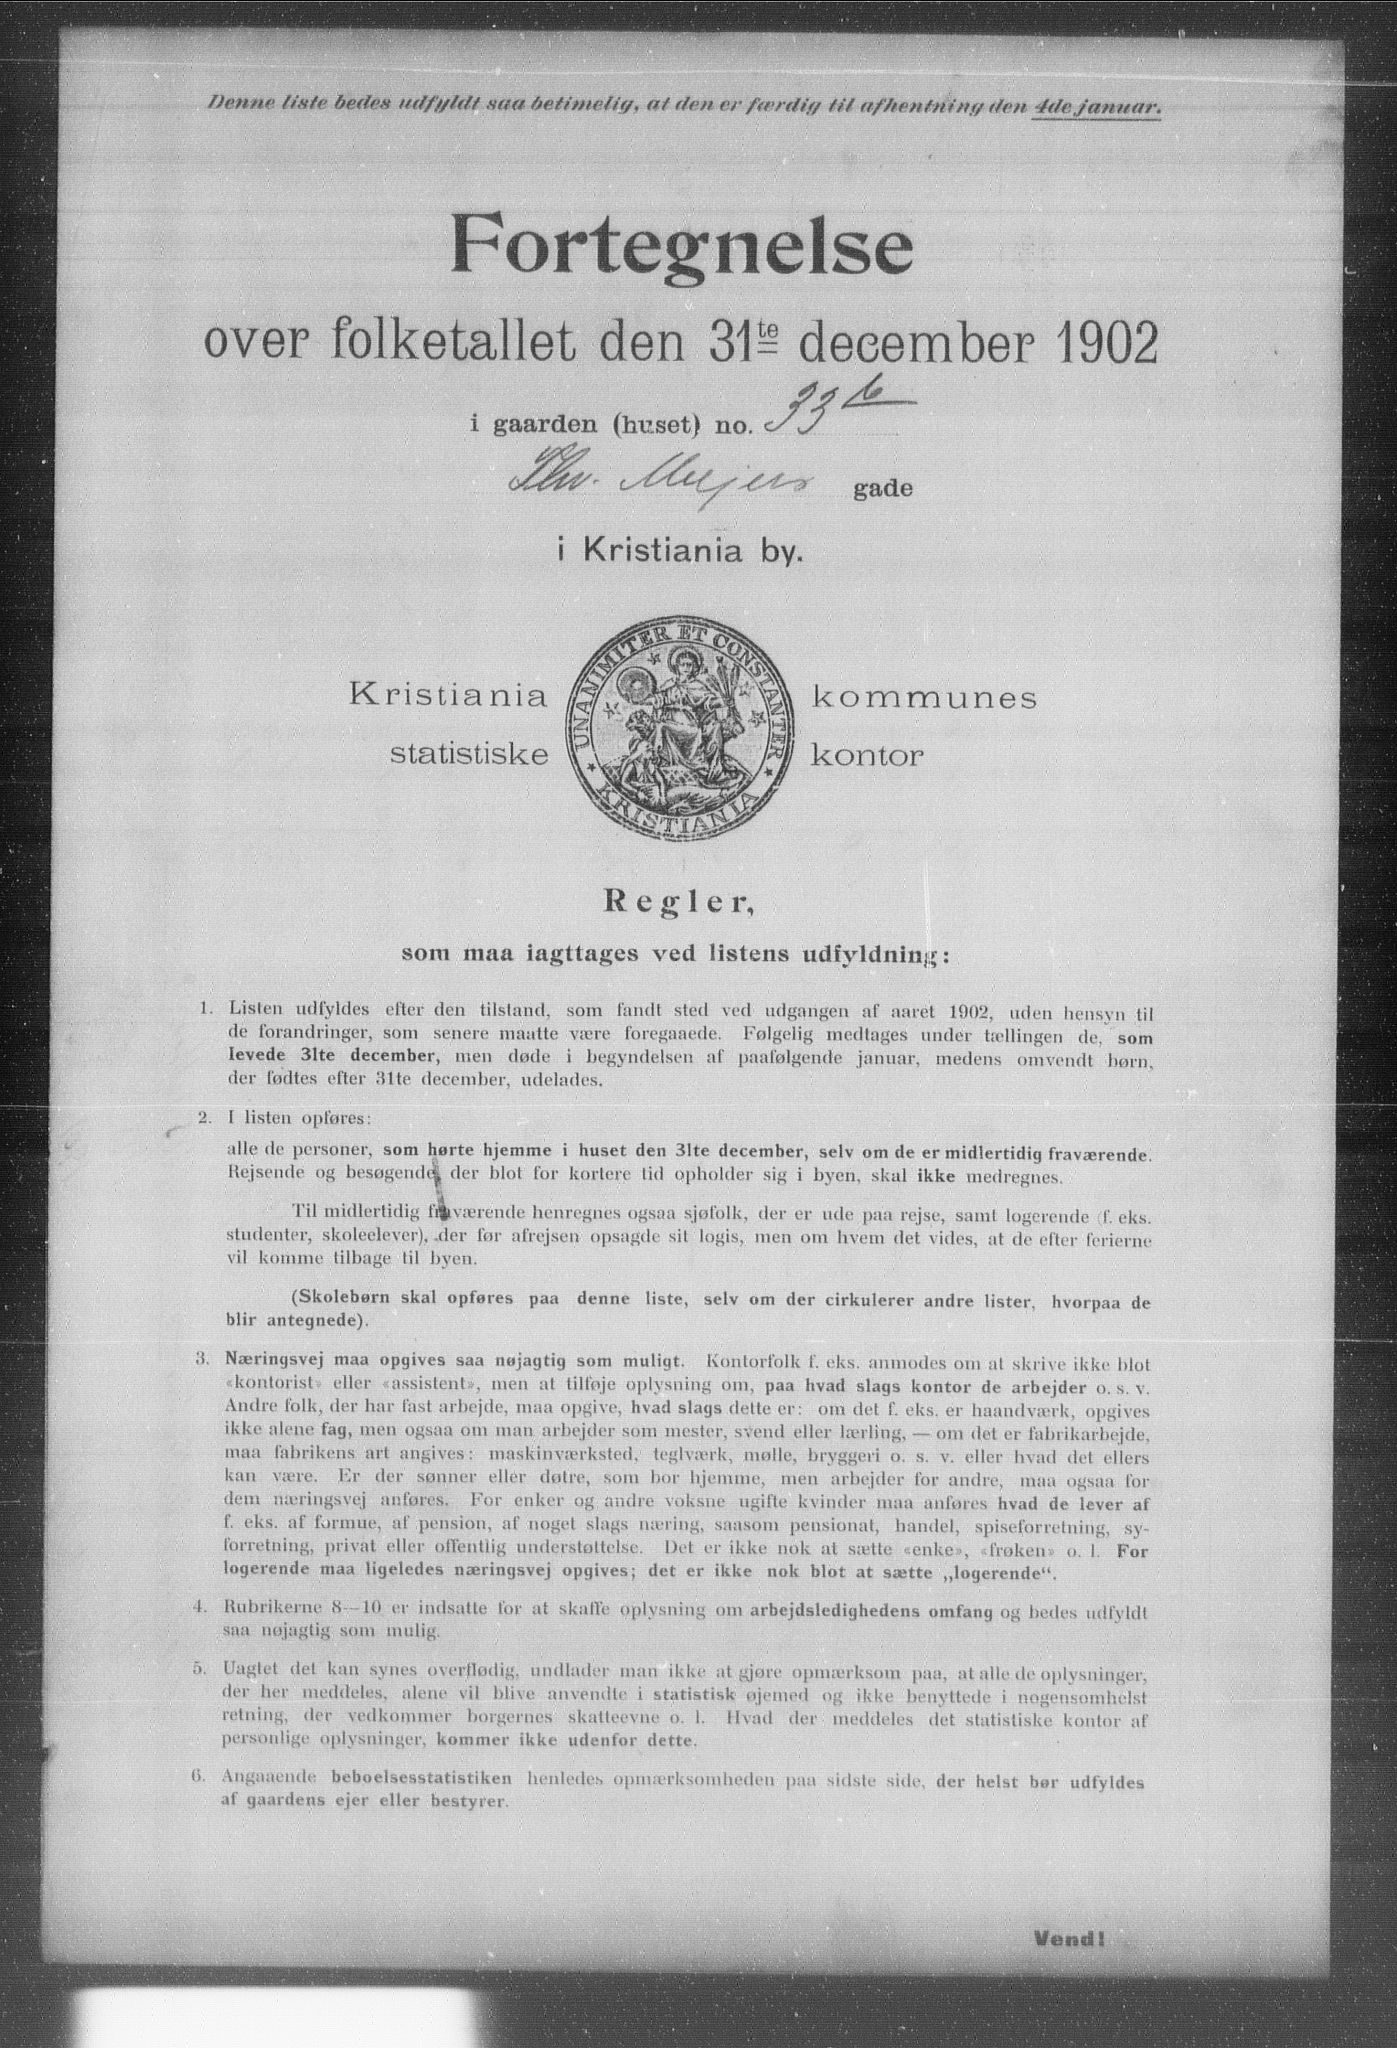 Denne liste bedes udfyldt saa betimelig, at den er færdig til afhentning den 4de januar.
Fortegnelse
over folketallet den 31te december 1902
i gaarden (huset) no. 33b
Thv. Meyers gade
i Kristiania by.
UNANIMITER ET CONSTANTER
KRISTIANIA
Kristiania kommunes
statistiske kontor
Regler,
som maa iagttages ved listens udfyldning:
1. Listen udfyldes efter den tilstand, som fandt sted ved udgangen af aaret 1902, uden hensyn til
de forandringer, som senere maatte være foregaaede. Følgelig medtages under tællingen de, som
levede 31te december, men døde i begyndelsen af paafølgende januar, medens omvendt børn,
der fødtes efter 31te december, udelades.
2. I listen opføres:
alle de personer, som hørte hjemme i huset den 31te december, selv om de er midlertidig fraværende.
Rejsende og besøgende, der blot for kortere tid opholder sig i byen, skal ikke medregnes.
Til midlertidig fraværende henregnes ogsaa sjøfolk, der er ude paa rejse, samt logerende (f. eks.
studenter, skoleelever), der før afrejsen opsagde sit logis, men om hvem det vides, at de efter ferierne
vil komme tilbage til byen.
(Skolebørn skal opføres paa denne liste, selv om der cirkulerer andre lister, hvorpaa de
blir antegnede).
3. Næringsvej maa opgives saa nøjagtig som muligt. Kontorfolk f. eks. anmodes om at skrive ikke blot
«kontorist» eller «assistent», men at tilføje oplysning om, paa hvad slags kontor de arbejder o. s. v.
Andre folk, der har fast arbejde, maa opgive, hvad slags dette er: om det f. eks. er haandværk, opgives
ikke alene fag, men ogsaa om man arbejder som mester, svend eller lærling, — om det er fabrikarbejde,
maa fabrikens art angives: maskinværksted, teglværk, mølle, bryggeri o. s. v. eller hvad det ellers
kan være. Er der sønner eller døtre, som bor hjemme, men arbejder for andre, maa ogsaa for
dem næringsvej anføres. For enker og andre voksne ugifte kvinder maa anføres hvad de lever af
f. eks. af formue, af pension, af noget slags næring, saasom pensionat, handel, spiseforretning, sy-
forretning, privat eller offentlig understøttelse. Det er ikke nok at sætte «enke», «frøken» o. l. For
logerende maa ligeledes næringsvej opgives; det er ikke nok blot at sætte „logerende“.
4. Rubrikerne 8—10 er indsatte for at skaffe oplysning om arbejdsledighedens omfang og bedes udfyldt
saa nøjagtig som mulig.
5. Uagtet det kan synes overflødig, undlader man ikke at gjøre opmærksom paa, at alle de oplysninger,
der her meddeles, alene vil blive anvendte i statistisk øjemed og ikke benyttede i nogensomhelst
retning, der vedkommer borgernes skatteevne o. l. Hvad der meddeles det statistiske kontor af
personlige oplysninger, kommer ikke udenfor dette.
6. Angaaende beboelsesstatistiken henledes opmærksomheden paa sidste side, der helst bør udfyldes
af gaardens ejer eller bestyrer.
Vend!